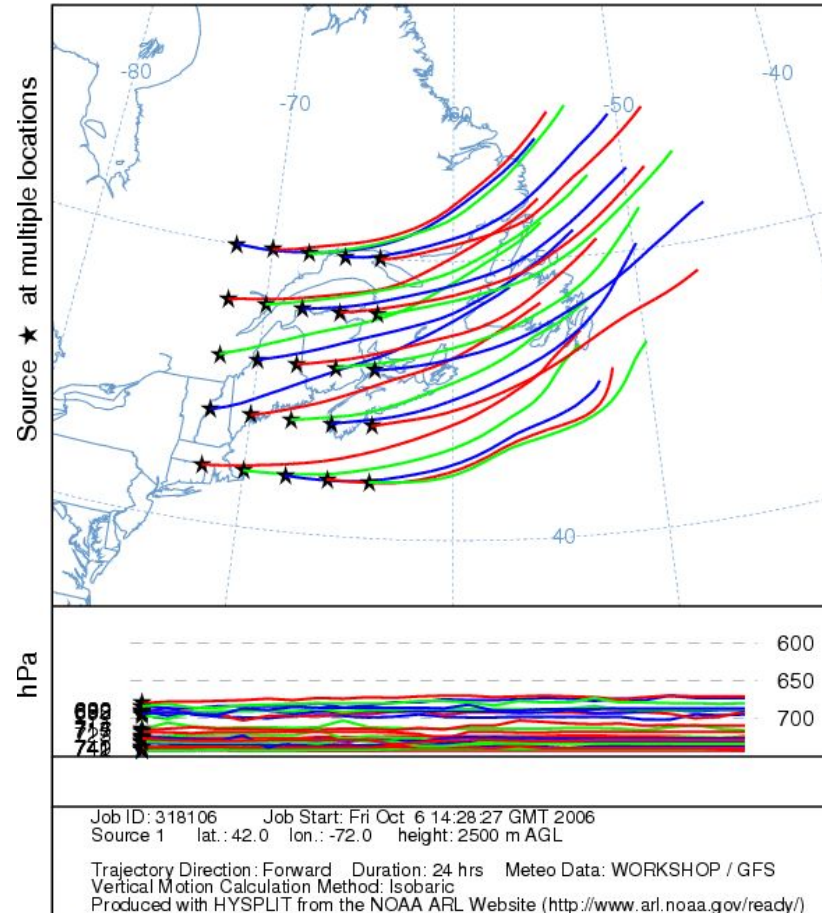 Source ★ at multiple locations
-80
-70
-60
-50
-40
50
40
hPa
600
650
700
Job ID: 318106 Job Start: Fri Oct 6 14:28:27 GMT 2006
Source 1 lat.: 42.0 lon.: -72.0 height: 2500 m AGL
Trajectory Direction: Forward Duration: 24 hrs Meteo Data: WORKSHOP / GFS
Vertical Motion Calculation Method: Isobaric
Produced with HYSPLIT from the NOAA ARL Website (http://www.arl.noaa.gov/ready/)